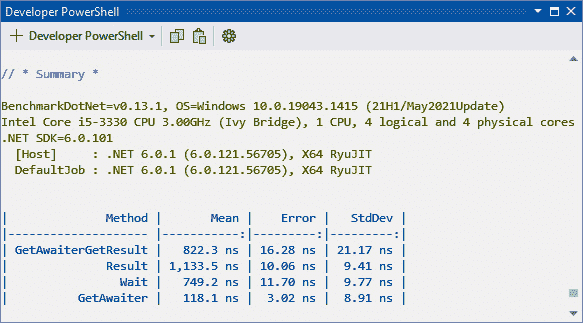 Developer PowerShell
Developer PowerShell
// * Summary *
BenchmarkDotNet=v0.13.1, OS=Windows 10.0.19043.1415 (21H1/May2021Update)
Intel Core i5-3330 CPU 3.00GHz (Ivy Bridge), 1 CPU, 4 logical and 4 physical cores
.NET SDK=6.0.101
[Host]     : .NET 6.0.1 (6.0.121.56705), X64 RyuJIT
DefaultJob : .NET 6.0.1 (6.0.121.56705), X64 RyuJIT
|             Method |       Mean |    Error |   StdDev |
|------------------- |-----------:|---------:|---------:|
| GetAwaiterGetResult |   822.3 ns | 16.28 ns | 21.17 ns |
|             Result | 1,133.5 ns | 10.06 ns |  9.41 ns |
|               Wait |   749.2 ns | 11.70 ns |  9.77 ns |
|         GetAwaiter |   118.1 ns |  3.02 ns |  8.91 ns |